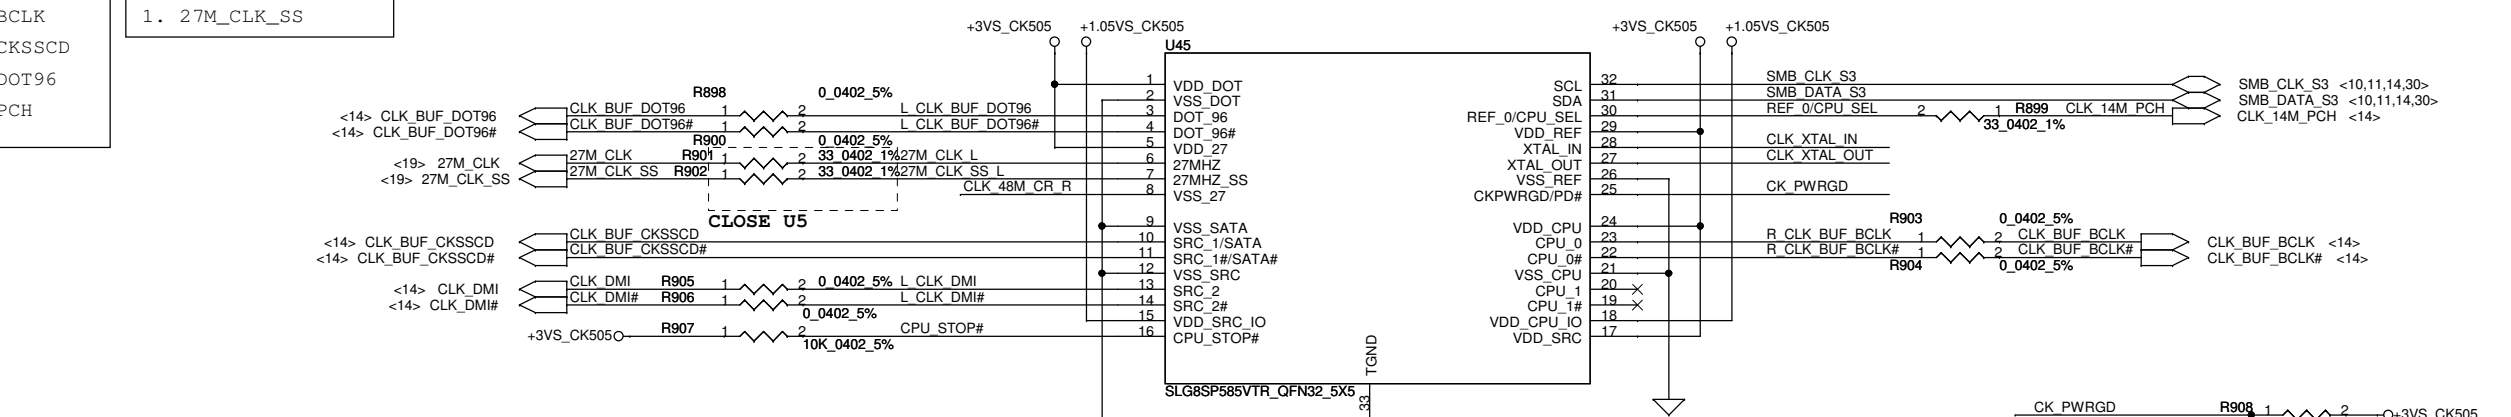 BCLK
CKSSCD
DOT96
PCH
1. 27M_CLK_SS
+3VS_CK505 +1.05VS_CK505
+3VS_CK505 +1.05VS_CK505
U45
<14> CLK_BUF_DOT96 CLK_BUF_DOT96 R898 1 2 0_0402_5% L_CLK_BUF_DOT96
<14> CLK_BUF_DOT96# CLK_BUF_DOT96# R900 1 2 0_0402_5% L_CLK_BUF_DOT96#
<19> 27M_CLK 27M_CLK R901 1 2 33_0402_1% 27M_CLK_L
<19> 27M_CLK_SS 27M_CLK_SS R902 1 2 33_0402_1% 27M_CLK_SS_L
CLK_48M_CR_R
CLOSE U5
<14> CLK_BUF_CKSSCD CLK_BUF_CKSSCD
<14> CLK_BUF_CKSSCD# CLK_BUF_CKSSCD#
<14> CLK_DMI CLK_DMI R905 1 2 0_0402_5% L_CLK_DMI
<14> CLK_DMI# CLK_DMI# R906 1 2 0_0402_5% L_CLK_DMI#
+3VS_CK505 R907 1 2 10K_0402_5% CPU_STOP#
1 VDD_DOT
2 VSS_DOT
3 DOT_96
4 DOT_96#
5 VDD_27
6 27MHZ
7 27MHZ_SS
8 VSS_27
9 VSS_SATA
10 SRC_1/SATA
11 SRC_1#/SATA#
12 VSS_SRC
13 SRC_2
14 SRC_2#
15 VDD_SRC_IO
16 CPU_STOP#
SCL 32
SDA 31
REF_0/CPU_SEL 30
VDD_REF 29
XTAL_IN 28
XTAL_OUT 27
VSS_REF 26
CKPWRGD/PD# 25
VDD_CPU 24
CPU_0 23
CPU_0# 22
VSS_CPU 21
CPU_1 20
CPU_1# 19
VDD_CPU_IO 18
VDD_SRC 17
TGND
33
SLG8SP585VTR_QFN32_5X5
SMB_CLK_S3 SMB_CLK_S3 <10,11,14,30>
SMB_DATA_S3 SMB_DATA_S3 <10,11,14,30>
REF_0/CPU_SEL 2 1 R899 33_0402_1% CLK_14M_PCH CLK_14M_PCH <14>
CLK_XTAL_IN
CLK_XTAL_OUT
CK_PWRGD
R_CLK_BUF_BCLK R903 1 2 0_0402_5% CLK_BUF_BCLK CLK_BUF_BCLK <14>
R_CLK_BUF_BCLK# R904 1 2 0_0402_5% CLK_BUF_BCLK# CLK_BUF_BCLK# <14>
CK_PWRGD R908 1 2 +3VS_CK505